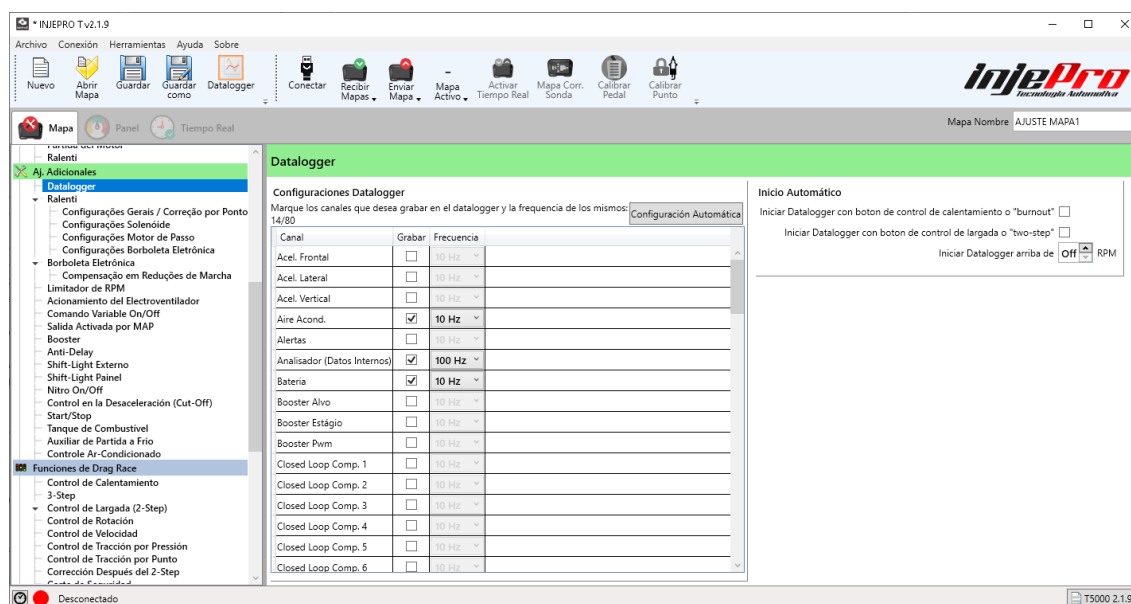 * INJEPRO T v2.1.9
Archivo Conexión Herramientas Ayuda Sobre
Nuevo
Abrir Mapa
Guardar
Guardar como
Datalogger
Conectar
Recibir Mapas
Enviar Mapa
Mapa Activo
Activar Tiempo Real
Mapa Corr. Sonda
Calibrar Pedal
Calibrar Punto
injePro
Tecnología Automotiva
Mapa
Panel
Tiempo Real
Mapa Nombre AJUSTE MAPA1
Partida del Motor
Ralenti
Aj. Adicionales
Datalogger
Ralenti
Configurações Gerais / Correção por Ponto
Configurações Solenóide
Configurações Motor de Passo
Configurações Borboleta Eletrônica
Borboleta Eletrônica
Compensação em Reduções de Marcha
Limitador de RPM
Acionamento del Electroventilador
Comando Variable On/Off
Salida Activada por MAP
Booster
Anti-Delay
Shift-Light Externo
Shift-Light Painel
Nitro On/Off
Control en la Desaceleración (Cut-Off)
Start/Stop
Tanque de Combustível
Auxiliar de Partida a Frio
Controle Ar-Condicionado
Funciones de Drag Race
Control de Calentamiento
3-Step
Control de Largada (2-Step)
Control de Rotación
Control de Velocidad
Control de Tracción por Pressión
Control de Tracción por Punto
Corrección Después del 2-Step
Corte de Seguridad
Datalogger
Configuraciones Datalogger
Marque los canales que desea grabar en el datalogger y la frequencia de los mismos:
14/80
Configuración Automática
Canal Grabar Frecuencia
Acel. Frontal 10 Hz
Acel. Lateral 10 Hz
Acel. Vertical 10 Hz
Aire Acond. 10 Hz
Alertas 10 Hz
Analisador (Datos Internos) 100 Hz
Bateria 10 Hz
Booster Alvo 10 Hz
Booster Estágio 10 Hz
Booster Pwm 10 Hz
Closed Loop Comp. 1 10 Hz
Closed Loop Comp. 2 10 Hz
Closed Loop Comp. 3 10 Hz
Closed Loop Comp. 4 10 Hz
Closed Loop Comp. 5 10 Hz
Closed Loop Comp. 6 10 Hz
Inicio Automático
Iniciar Datalogger con boton de control de calentamiento o "burnout"
Iniciar Datalogger con boton de control de largada o "two-step"
Iniciar Datalogger arriba de Off RPM
Desconectado
T5000 2.1.9